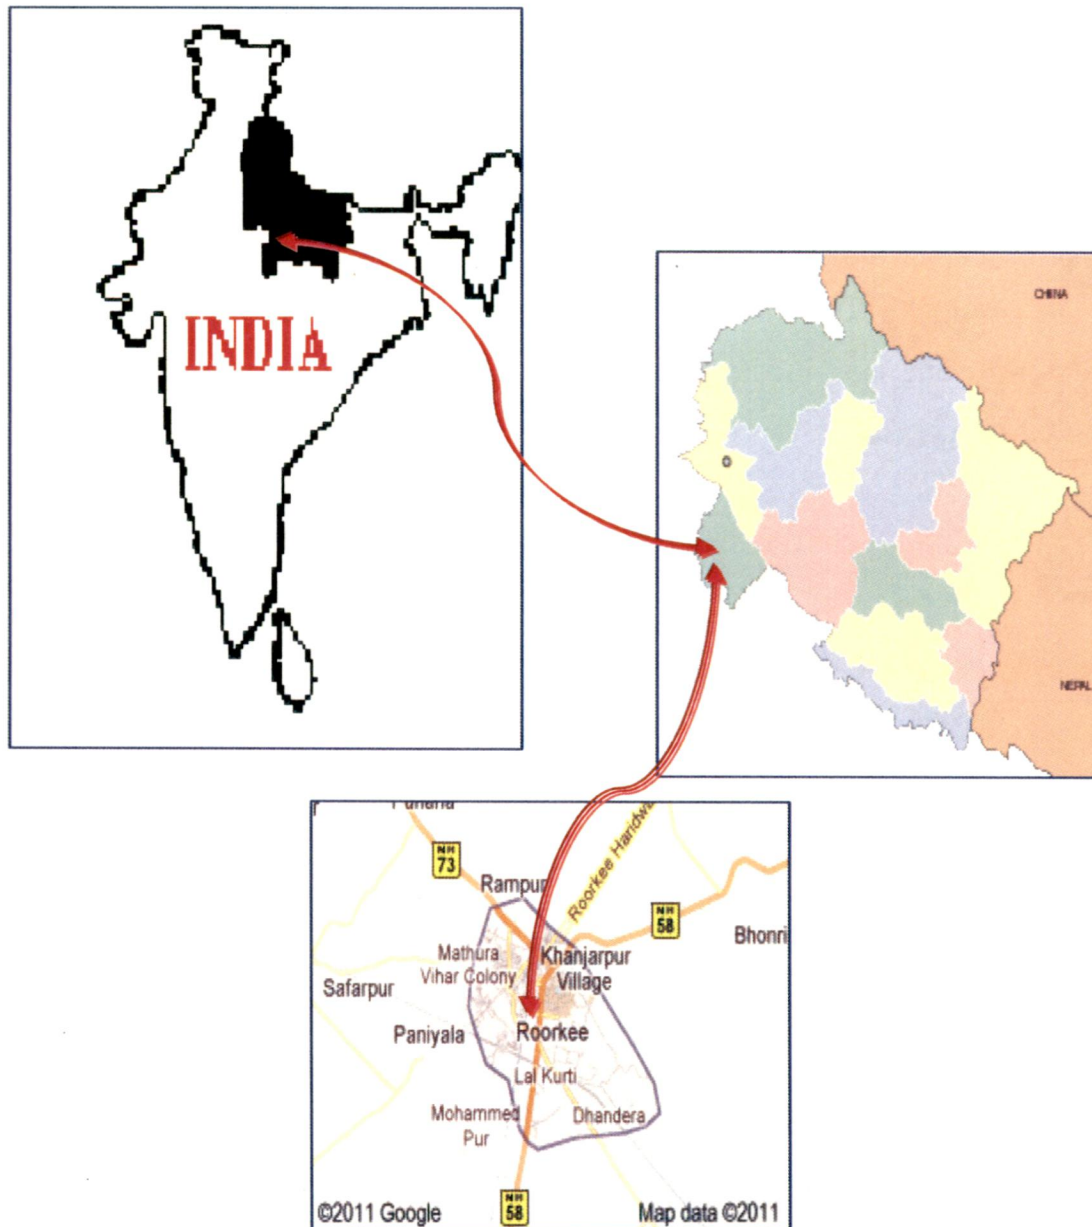 INDIA
CHINA
NEPAL
NH
73
Rampur
Roorkee
NH
58
Bhonri
Mathura
Vihar Colony
Khanjarpur
Village
Safarpur
Paniyala
Roorkee
Lal Kurti
Mohammed
Pur
Dhandera
NH
58
©2011 Google
Map data ©2011